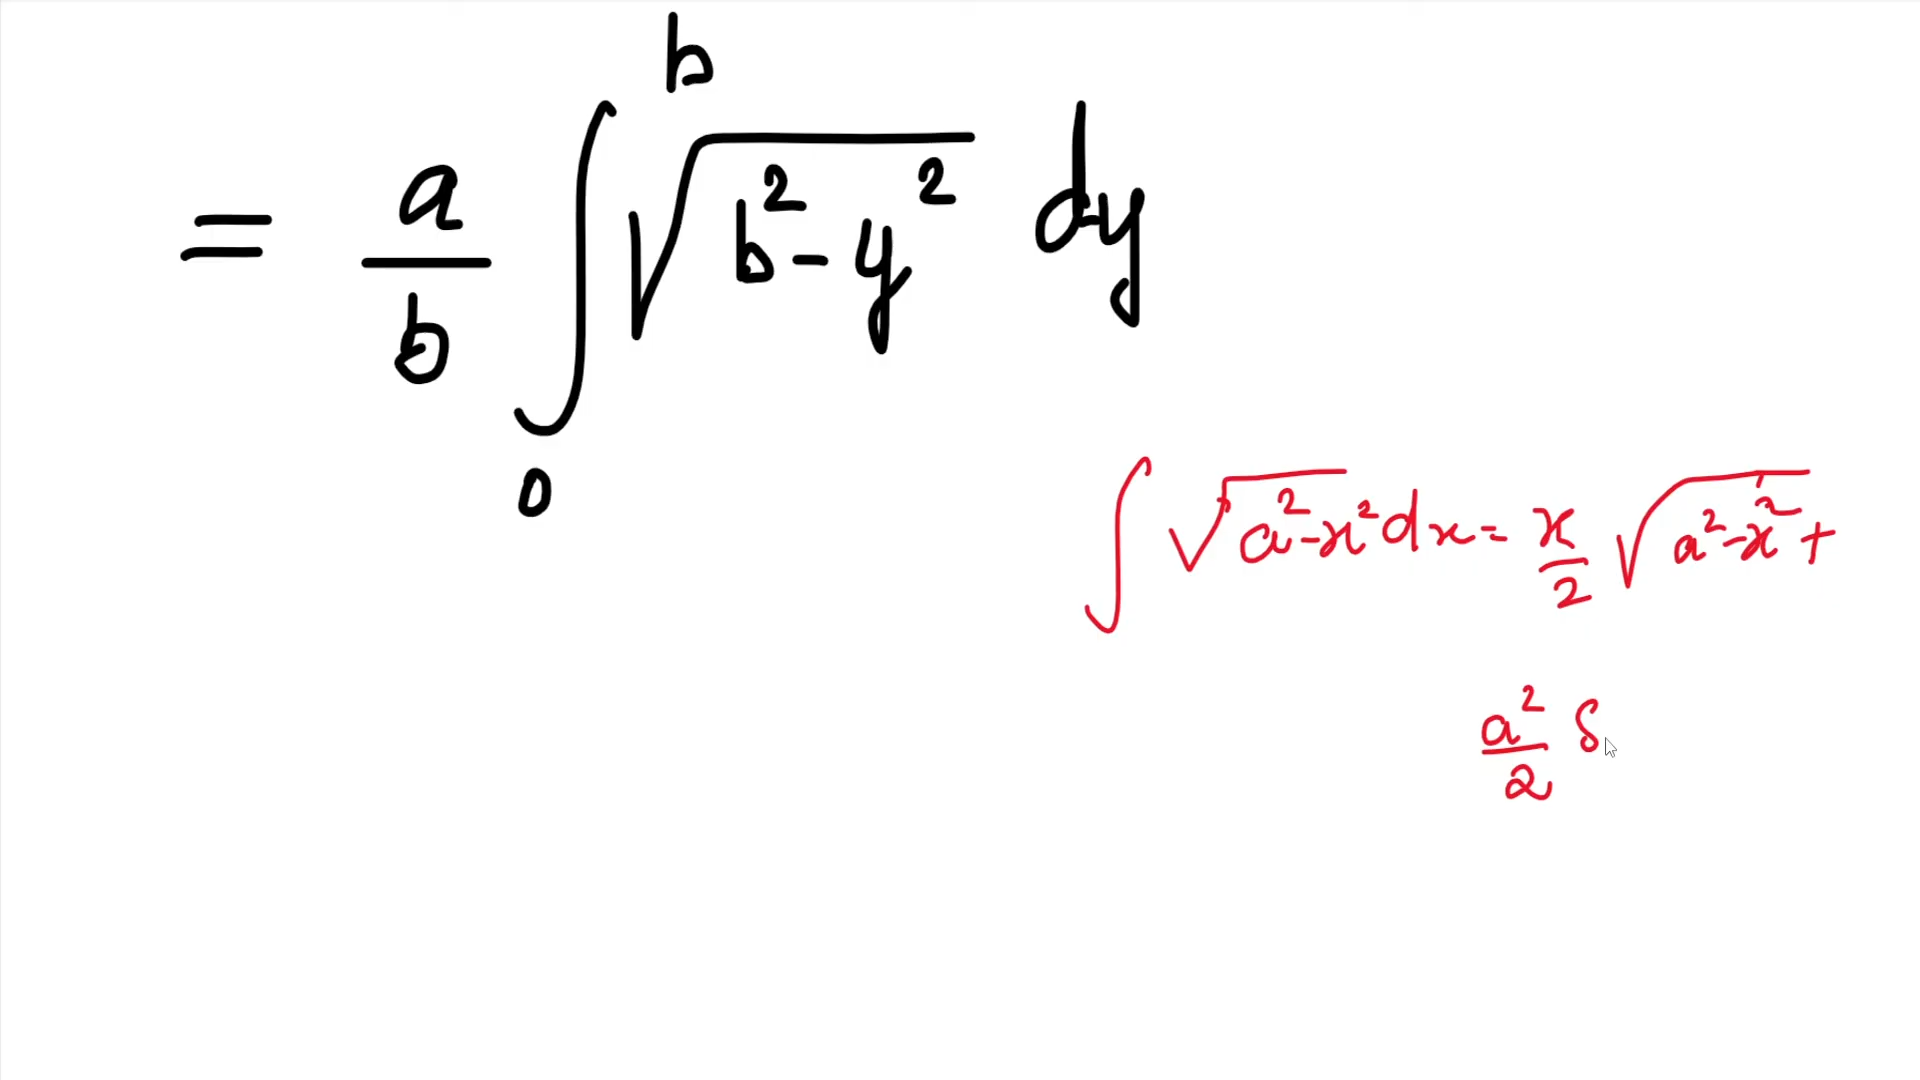 = a/b ∫₀ᵇ √(b² - y²) dy
∫ √(a² - x²) dx = x/2 √(a² - x²) +
a²/2 S